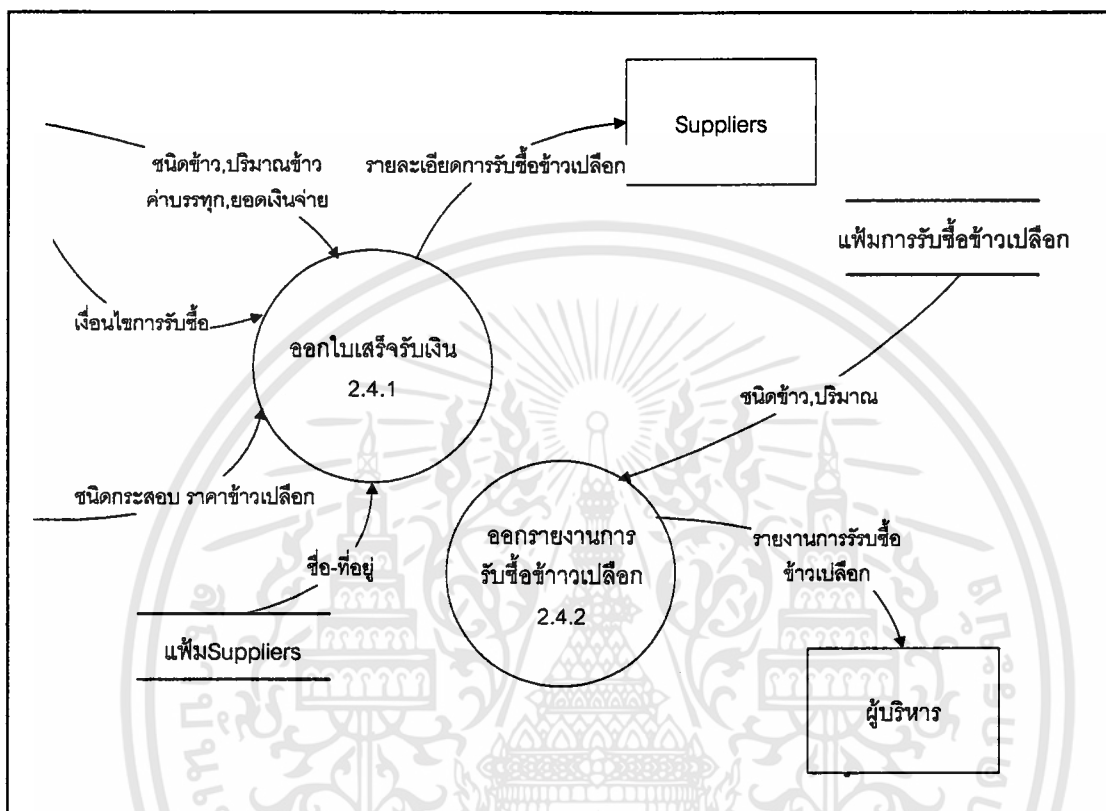 Suppliers
ชนิดข้าว,ปริมาณข้าว
ค่าบรรทุก,ยอดเงินจ่าย
รายละเอียดการรับซื้อข้าวเปลือก
แฟ้มการรับซื้อข้าวเปลือก
เงื่อนไขการรับซื้อ
ออกใบเสร็จรับเงิน
2.4.1
ชนิดข้าว,ปริมาณ
ชนิดกระสอบ ราคาข้าวเปลือก
ออกรายงานการ
รับซื้อข้าาวเปลือก
2.4.2
รายงานการรัรบซื้อ
ข้าวเปลือก
ชื่อ-ที่อยู่
แฟ้มSuppliers
ผู้บริหาร